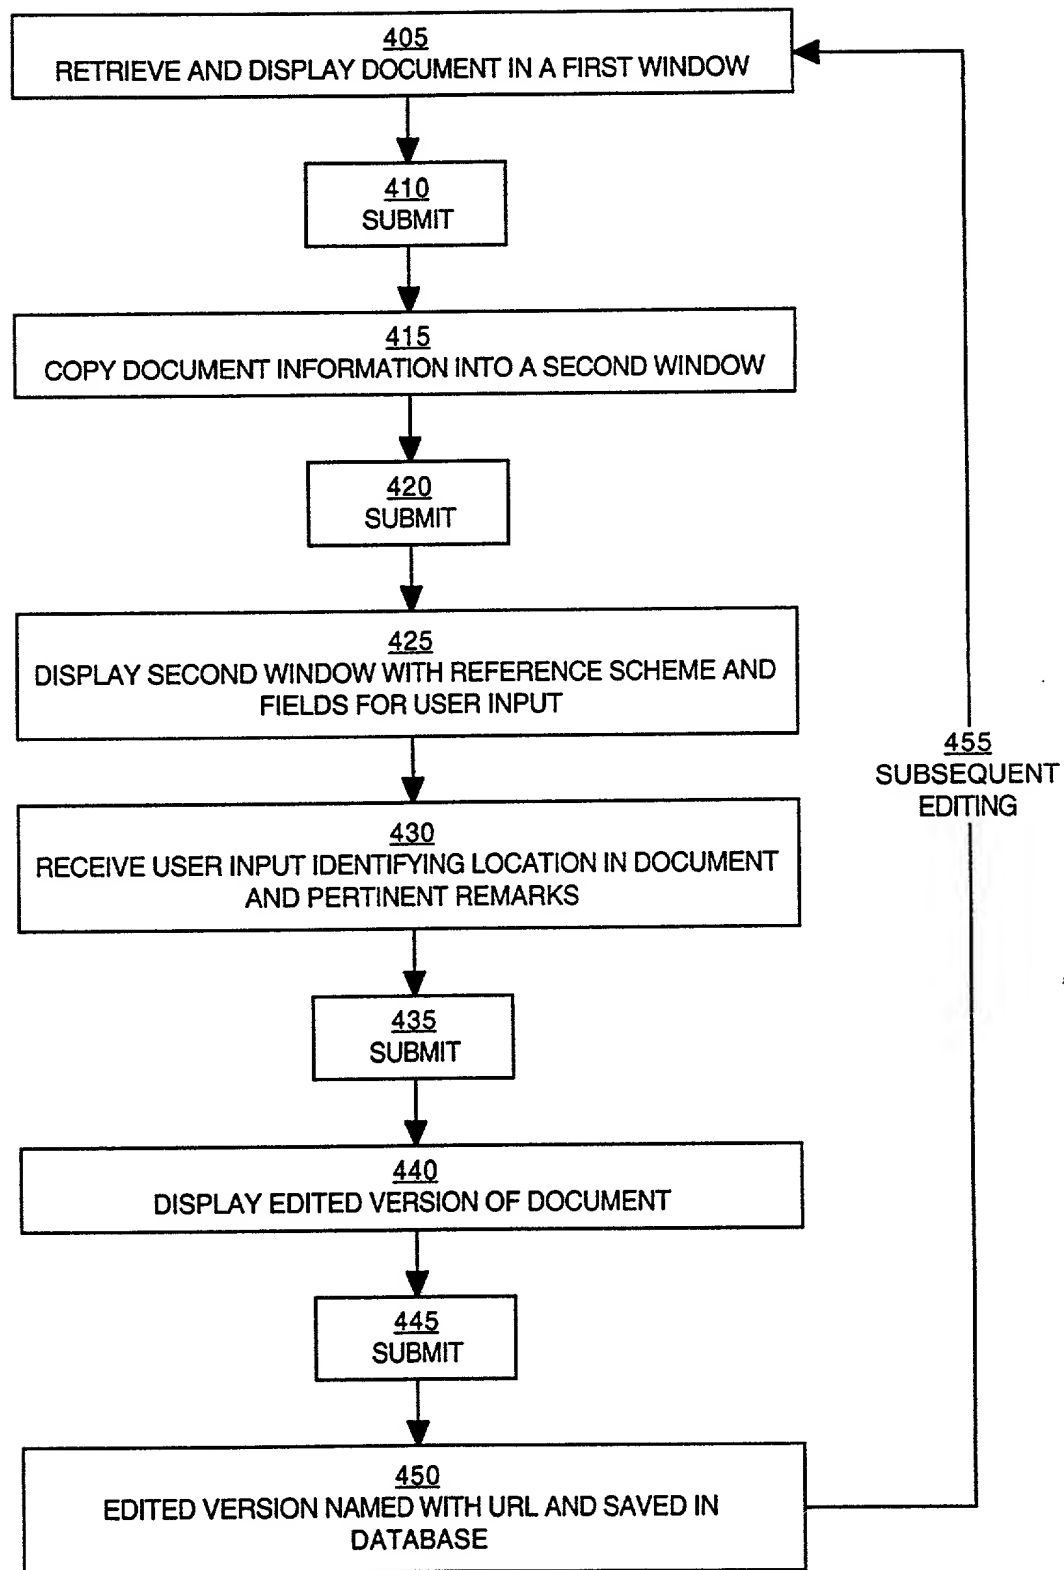 405
RETRIEVE AND DISPLAY DOCUMENT IN A FIRST WINDOW
410
SUBMIT
415
COPY DOCUMENT INFORMATION INTO A SECOND WINDOW
420
SUBMIT
425
DISPLAY SECOND WINDOW WITH REFERENCE SCHEME AND
FIELDS FOR USER INPUT
455
SUBSEQUENT
EDITING
430
RECEIVE USER INPUT IDENTIFYING LOCATION IN DOCUMENT
AND PERTINENT REMARKS
435
SUBMIT
440
DISPLAY EDITED VERSION OF DOCUMENT
445
SUBMIT
450
EDITED VERSION NAMED WITH URL AND SAVED IN
DATABASE